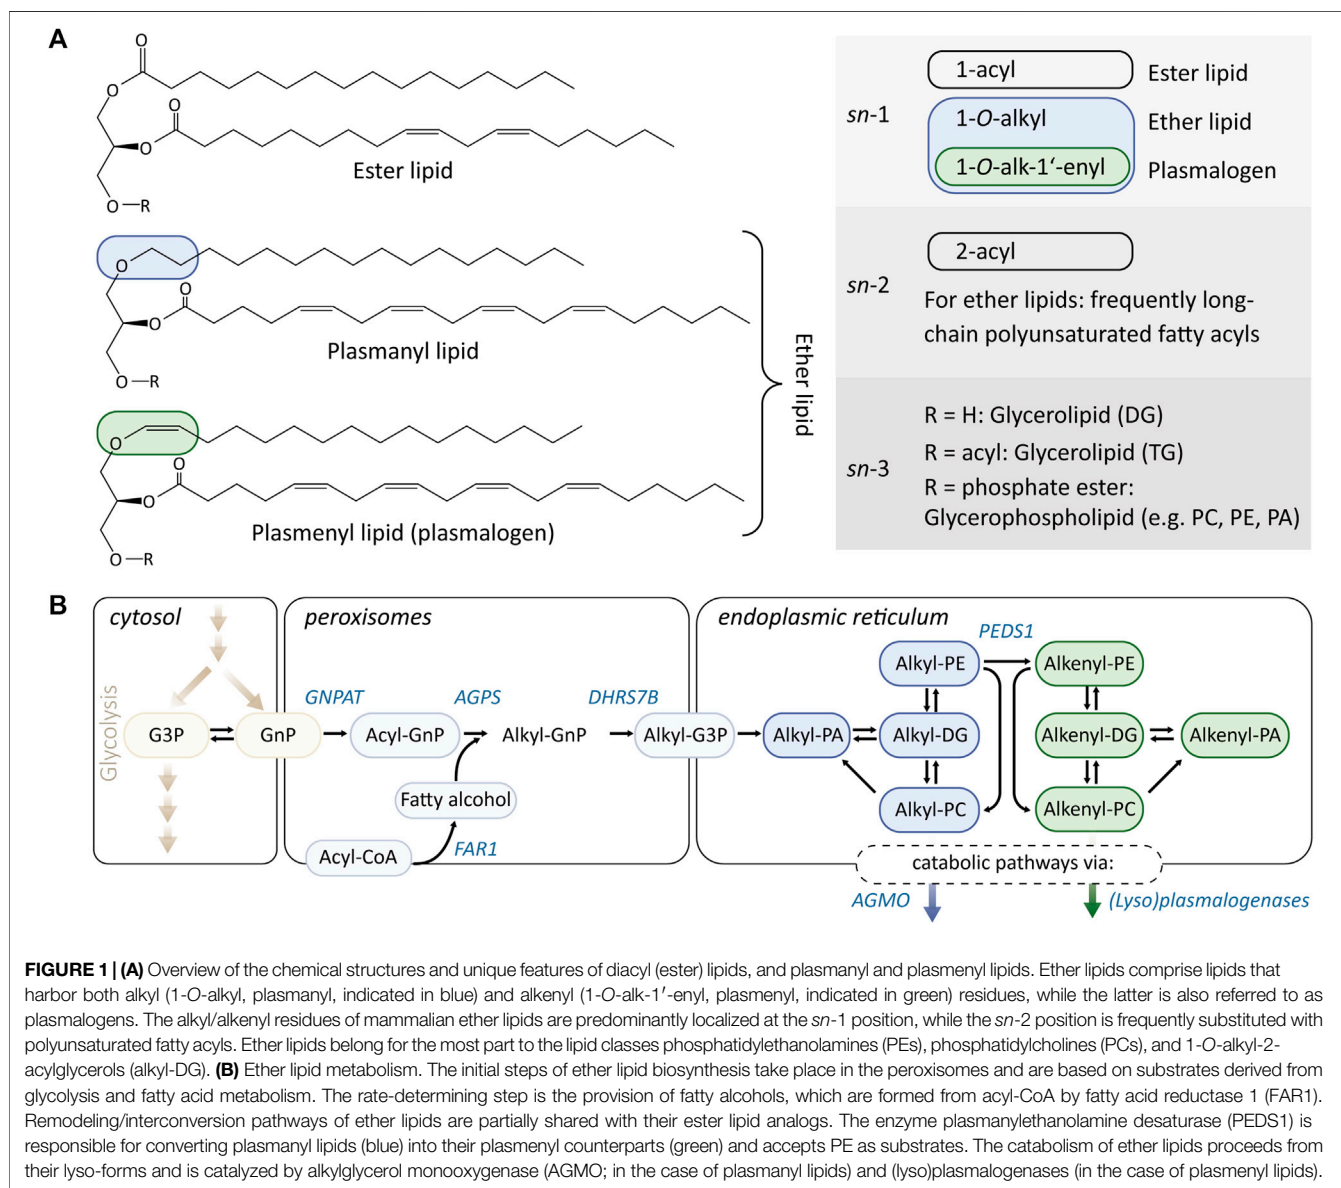 A
O
O
O
O
O—R
Ester lipid
O
O
O
O—R
Plasmanyl lipid
O
O
O
O—R
Plasmenyl lipid (plasmalogen)
Ether lipid
sn-1
1-acyl
Ester lipid
1-O-alkyl
Ether lipid
1-O-alk-1‘-enyl
Plasmalogen
sn-2
2-acyl
For ether lipids: frequently long-
chain polyunsaturated fatty acyls
sn-3
R = H: Glycerolipid (DG)
R = acyl: Glycerolipid (TG)
R = phosphate ester:
Glycerophospholipid (e.g. PC, PE, PA)
B
cytosol
Glycolysis
G3P
GnP
peroxisomes
GNPAT
AGPS
DHRS7B
Acyl-GnP
Alkyl-GnP
Alkyl-G3P
Fatty alcohol
Acyl-CoA
FAR1
endoplasmic reticulum
PEDS1
Alkyl-PE
Alkenyl-PE
Alkyl-PA
Alkyl-DG
Alkenyl-DG
Alkenyl-PA
Alkyl-PC
Alkenyl-PC
catabolic pathways via:
AGMO
(Lyso)plasmalogenases
FIGURE 1 | (A) Overview of the chemical structures and unique features of diacyl (ester) lipids, and plasmanyl and plasmenyl lipids. Ether lipids comprise lipids that
harbor both alkyl (1-O-alkyl, plasmanyl, indicated in blue) and alkenyl (1-O-alk-1′-enyl, plasmenyl, indicated in green) residues, while the latter is also referred to as
plasmalogens. The alkyl/alkenyl residues of mammalian ether lipids are predominantly localized at the sn-1 position, while the sn-2 position is frequently substituted with
polyunsaturated fatty acyls. Ether lipids belong for the most part to the lipid classes phosphatidylethanolamines (PEs), phosphatidylcholines (PCs), and 1-O-alkyl-2-
acylglycerols (alkyl-DG). (B) Ether lipid metabolism. The initial steps of ether lipid biosynthesis take place in the peroxisomes and are based on substrates derived from
glycolysis and fatty acid metabolism. The rate-determining step is the provision of fatty alcohols, which are formed from acyl-CoA by fatty acid reductase 1 (FAR1).
Remodeling/interconversion pathways of ether lipids are partially shared with their ester lipid analogs. The enzyme plasmanylethanolamine desaturase (PEDS1) is
responsible for converting plasmanyl lipids (blue) into their plasmenyl counterparts (green) and accepts PE as substrates. The catabolism of ether lipids proceeds from
their lyso-forms and is catalyzed by alkylglycerol monooxygenase (AGMO; in the case of plasmanyl lipids) and (lyso)plasmalogenases (in the case of plasmenyl lipids).